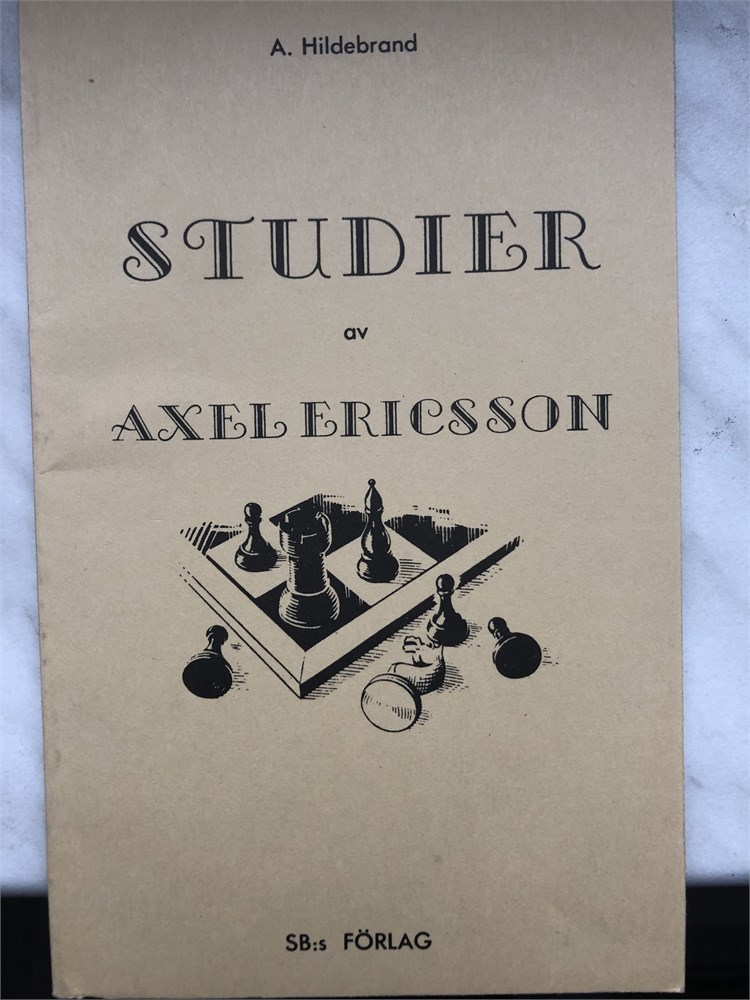 A. Hildebrand
STUDIER
av
AXEL ERICSSON
SB:s FÖRLAG